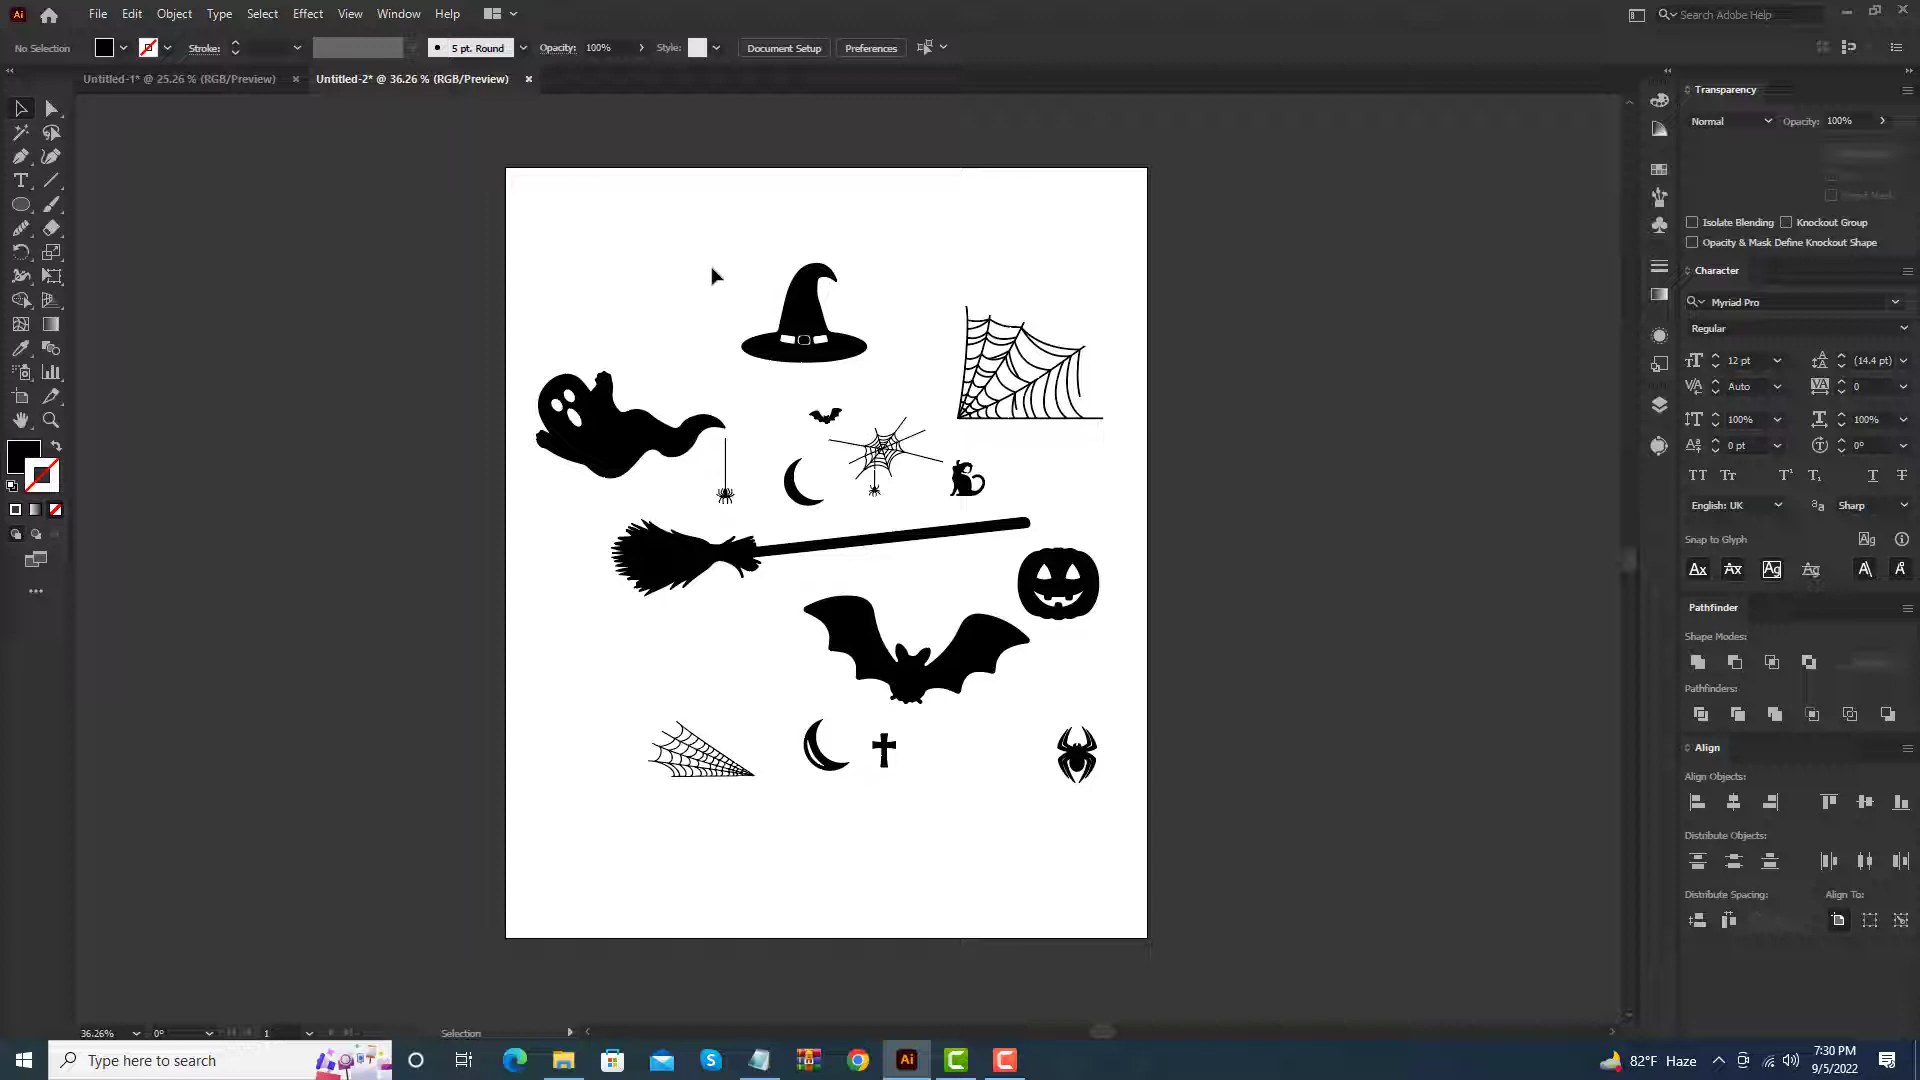 Ai File Edit Object Type Select Effect View Window Help Search Adobe Help
No Selection Stroke: 5 pt. Round Opacity: 100% Style: Document Setup Preferences
Untitled-1* @ 25.26 % (RGB/Preview) Untitled-2* @ 36.26 % (RGB/Preview)
Transparency
Normal Opacity: 100%
Isolate Blending Knockout Group
Opacity & Mask Define Knockout Shape
Character
Myriad Pro
Regular
12 pt (14.4 pt)
Auto 0
100% 100%
0 pt 0°
English: UK Sharp
Snap to Glyph
Pathfinder
Shape Modes:
Pathfinders:
Align
Align Objects:
Distribute Objects:
Distribute Spacing: Align To:
36.26% 0° 1 Selection
Type here to search Ai 82°F Haze 7:30 PM
9/5/2022